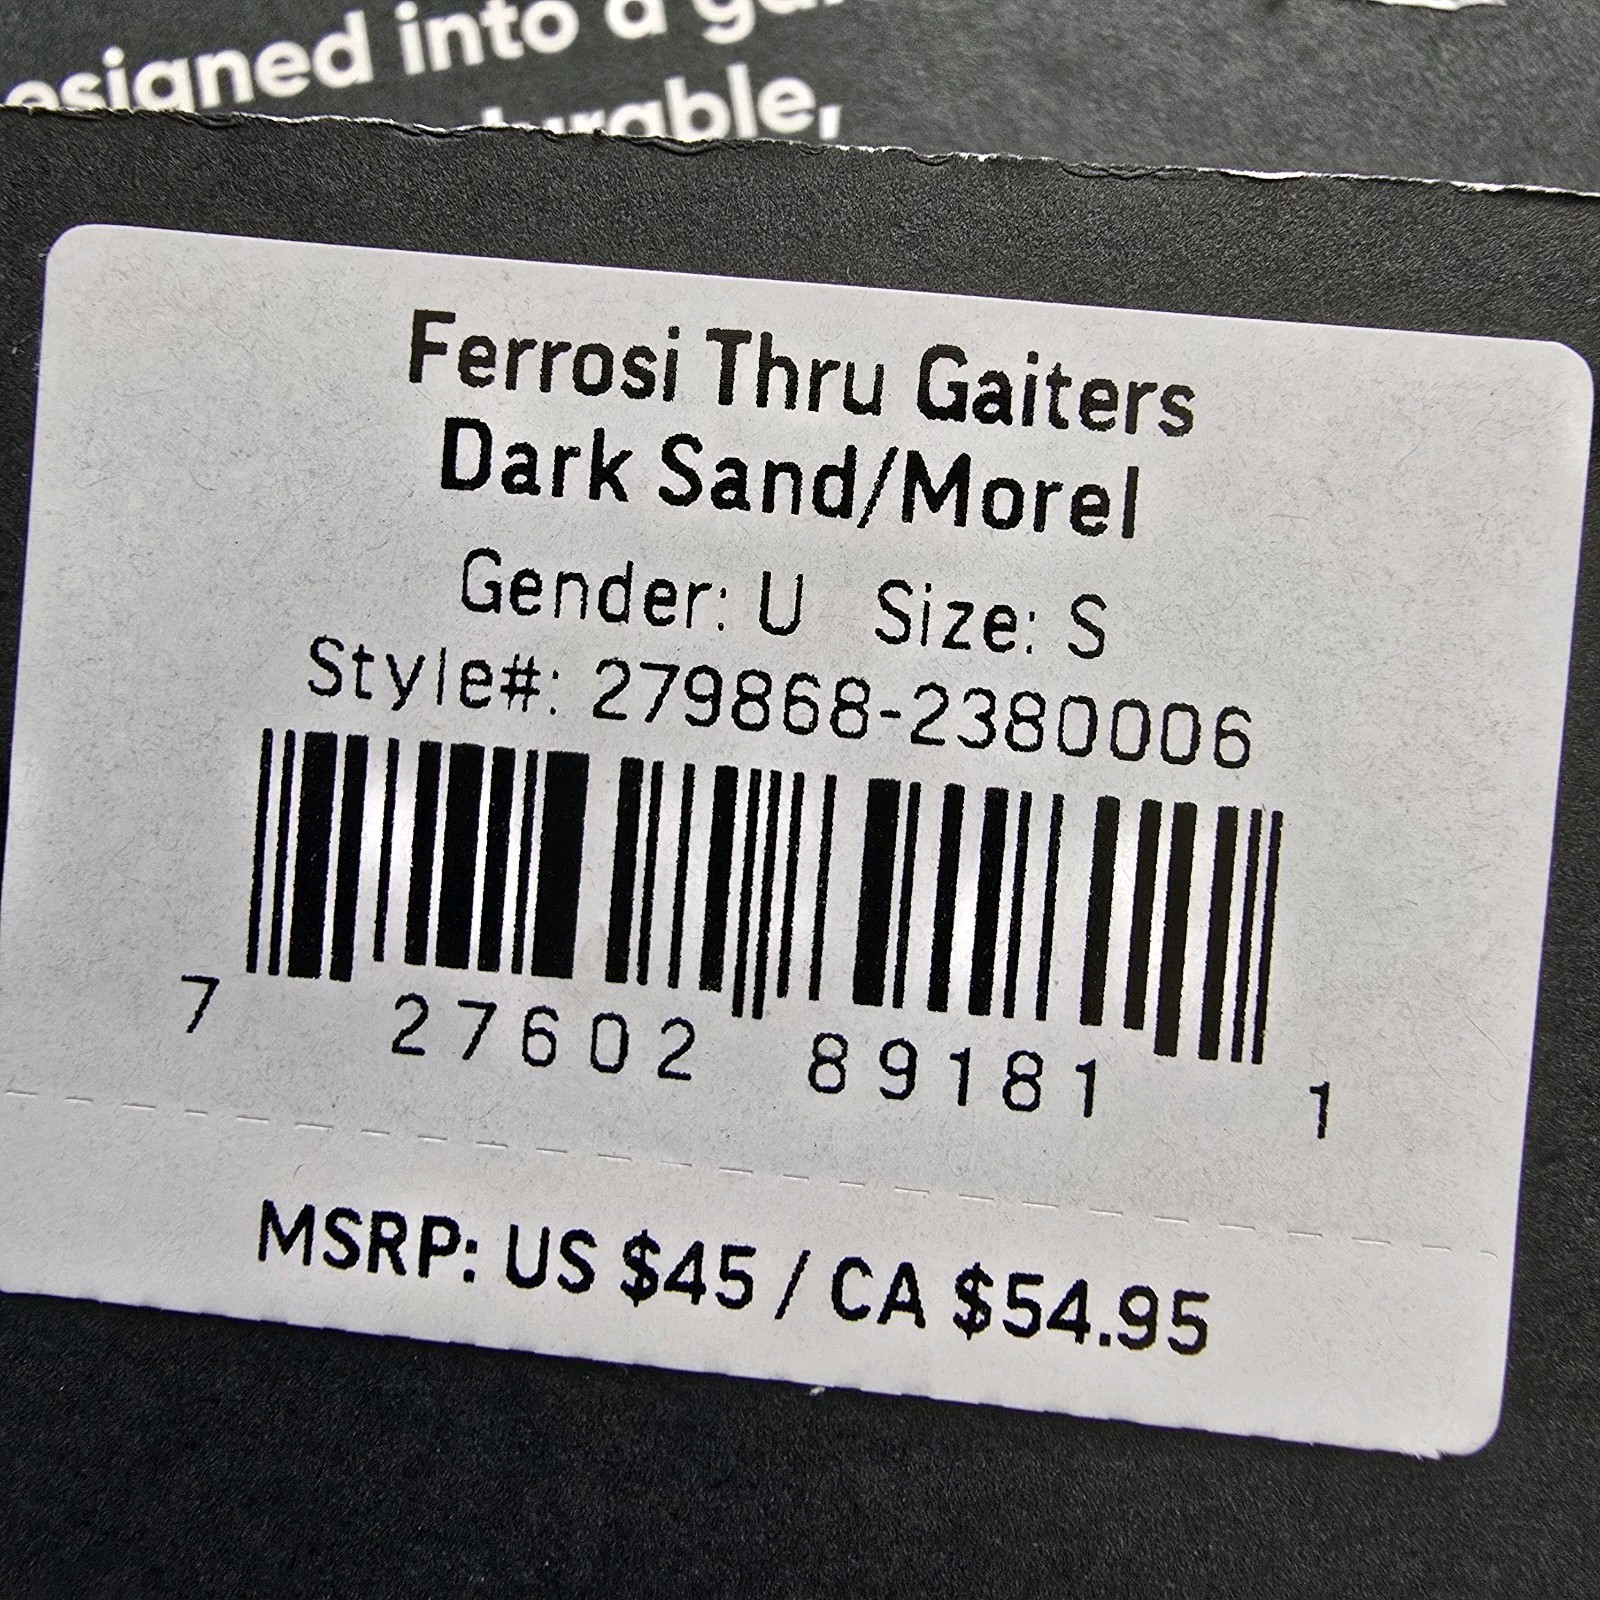 esigned into a ga
durable,
Ferrosi Thru Gaiters
Dark Sand/Morel
Gender: U Size: S
Style#: 279868-2380006
7 27602 89181 1
MSRP: US $45 / CA $54.95